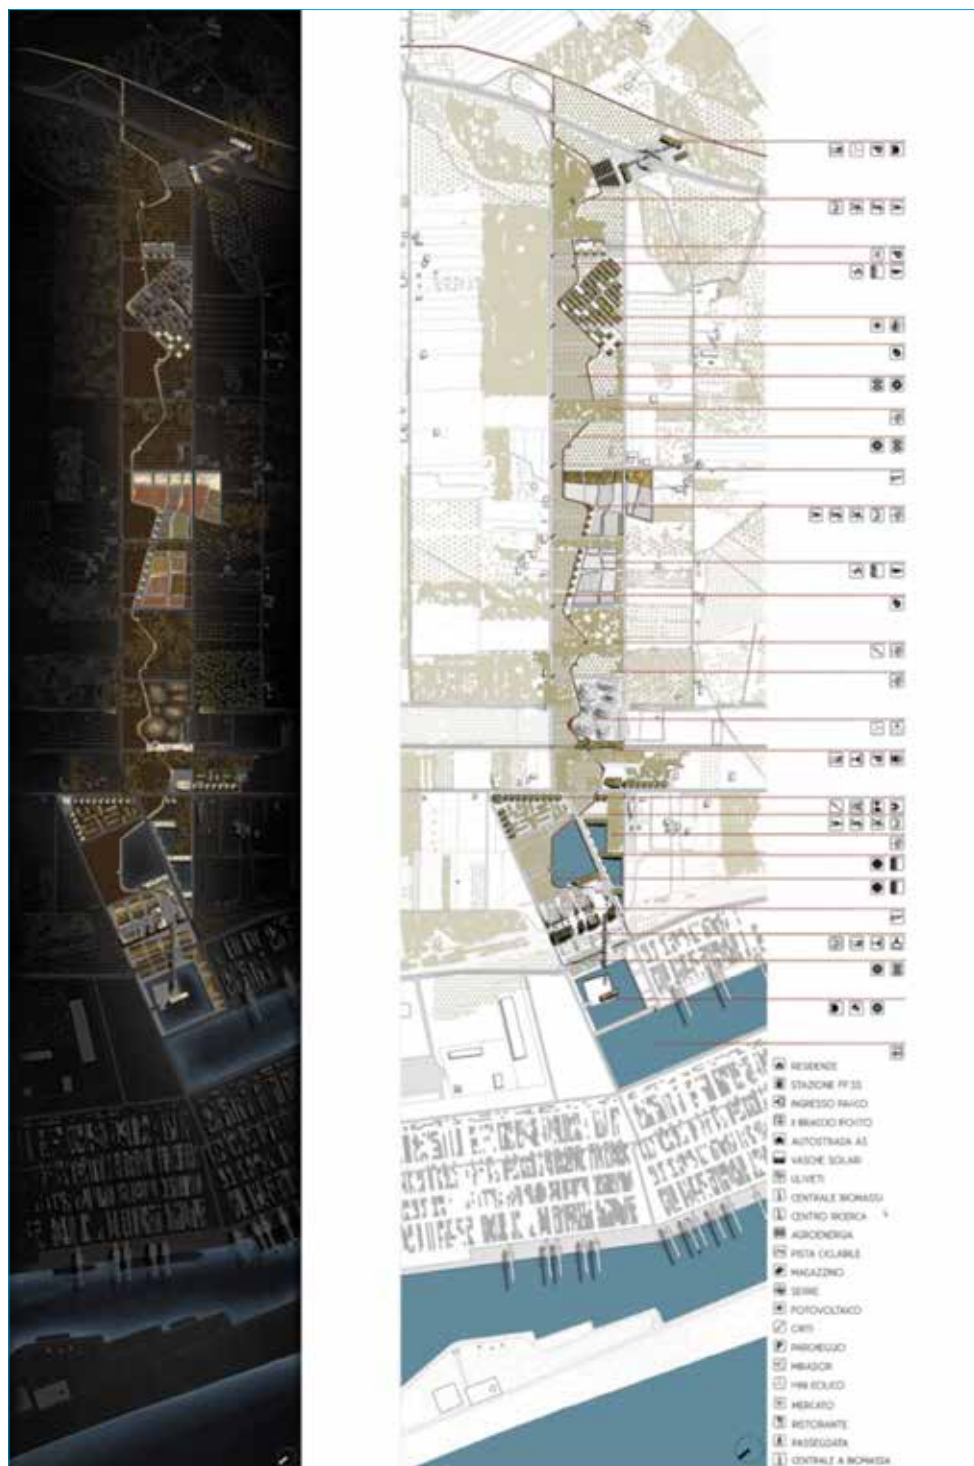 RESIDENZE
STAZIONE FF.SS
INGRESSO PARCO
II BRACCIO PORTO
AUTOSTRADA A3
VASCHE SOLARI
ULIVETI
CENTRALE BIOMASSE
CENTRO RICERCA
AGROENERGIA
PISTA CICLABILE
MAGAZZINO
SERRE
FOTOVOLTAICO
ORTI
PARCHEGGIO
MIRADOR
MINI EOLICO
MERCATO
RISTORANTE
PASSEGGIATA
CENTRALE A BIOMASSA